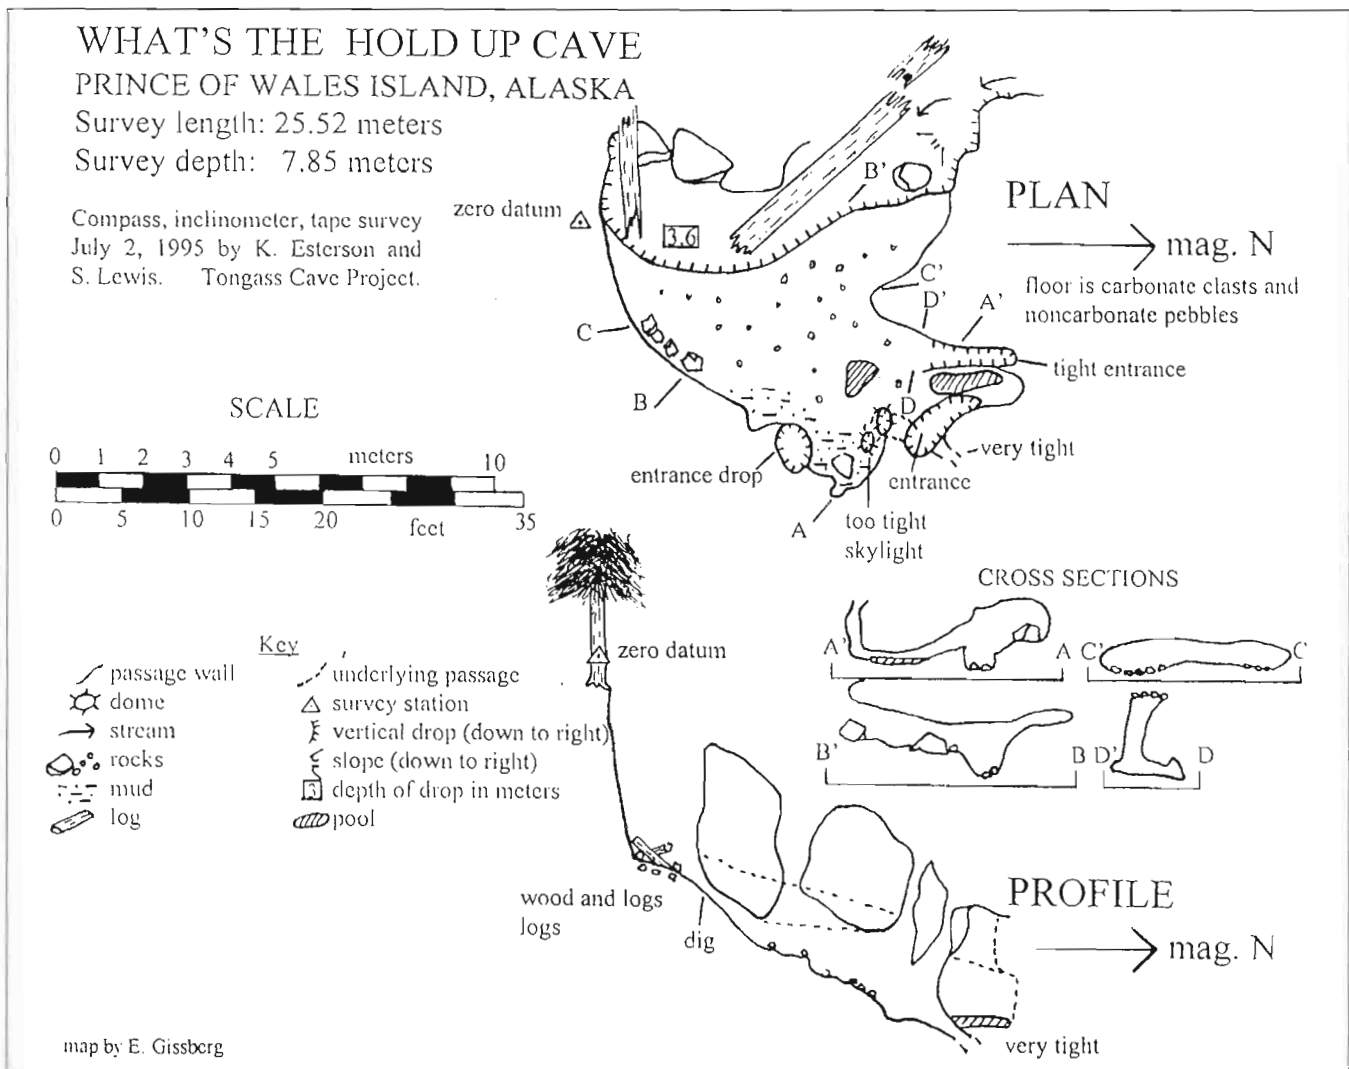 WHAT'S THE HOLD UP CAVE
PRINCE OF WALES ISLAND, ALASKA
Survey length: 25.52 meters
Survey depth: 7.85 meters
Compass, inclinometer, tape survey
July 2, 1995 by K. Esterson and
S. Lewis. Tongass Cave Project.
zero datum
3.6
B'
PLAN
mag. N
floor is carbonate clasts and
noncarbonate pebbles
C'
D'
A'
C
B
D
tight entrance
very tight
entrance drop
entrance
A
too tight
skylight
SCALE
0 1 2 3 4 5 meters 10
0 5 10 15 20 feet 35
CROSS SECTIONS
A' A C' C
B' B D' D
zero datum
Key
passage wall
dome
stream
rocks
mud
log
underlying passage
survey station
vertical drop (down to right)
slope (down to right)
3 depth of drop in meters
pool
wood and logs
logs
dig
PROFILE
mag. N
very tight
map by E. Gissberg